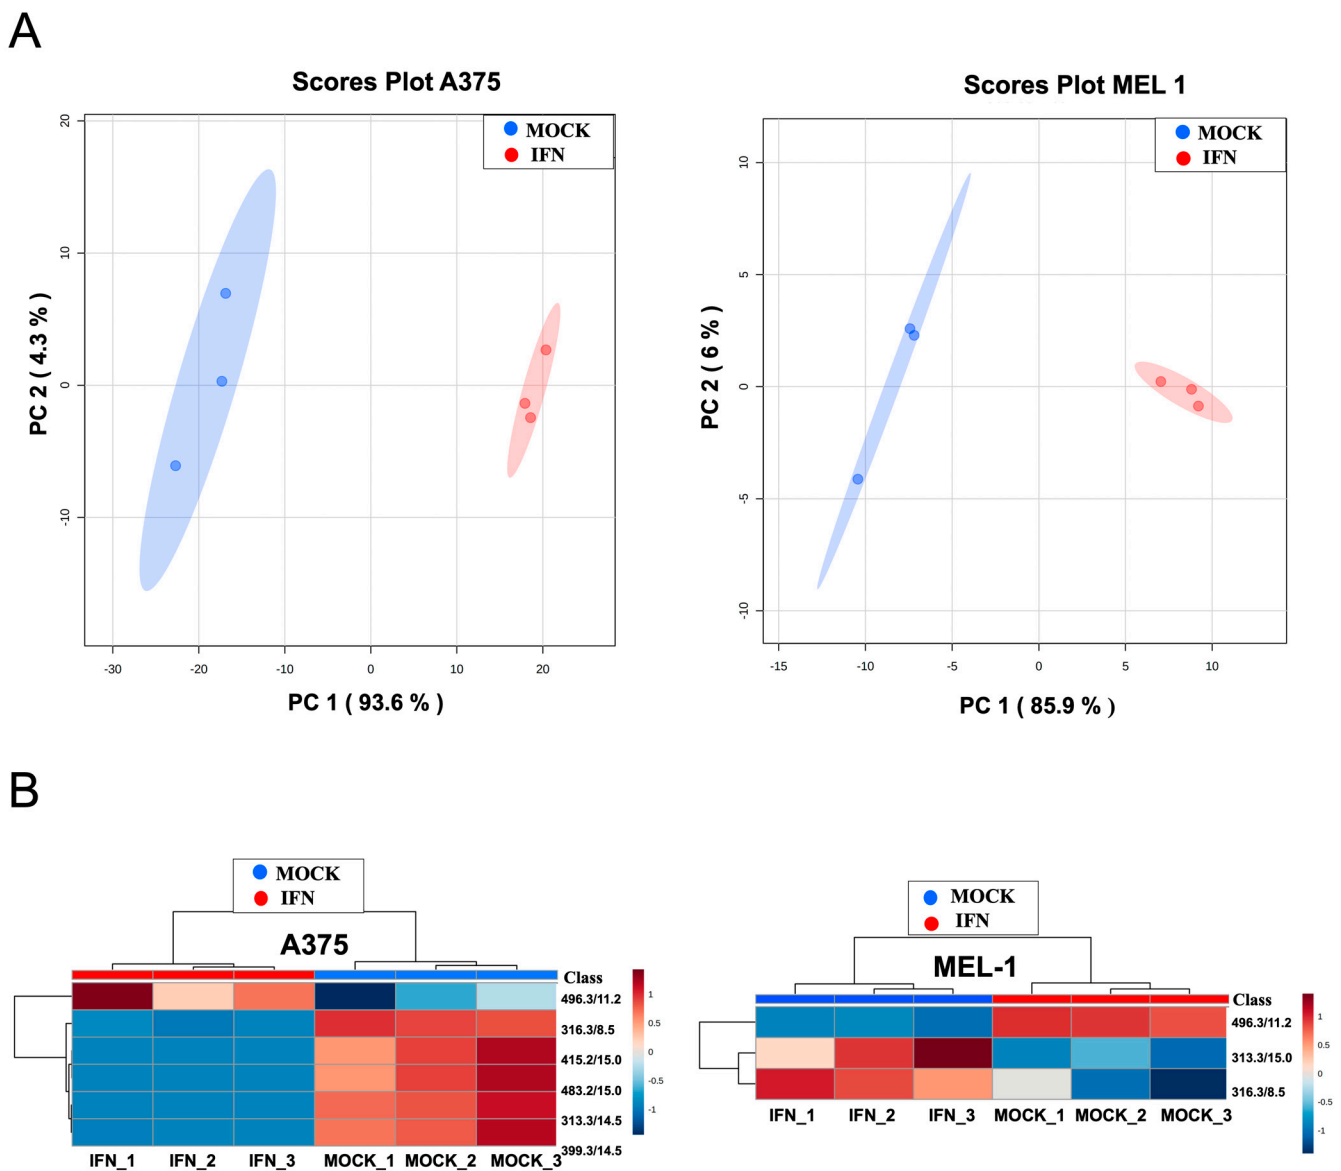 A
Scores Plot A375
MOCK
IFN
20
10
0
-10
PC 2 ( 4.3 % )
-30
-20
-10
0
10
20
PC 1 ( 93.6 % )
Scores Plot MEL 1
MOCK
IFN
10
5
0
-5
-10
PC 2 ( 6 % )
-15
-10
-5
0
5
10
PC 1 ( 85.9 % )
B
MOCK
IFN
A375
Class
496.3/11.2
316.3/8.5
415.2/15.0
483.2/15.0
313.3/14.5
399.3/14.5
1
0.5
0
-0.5
-1
IFN_1
IFN_2
IFN_3
MOCK_1
MOCK_2
MOCK_3
MOCK
IFN
MEL-1
Class
496.3/11.2
313.3/15.0
316.3/8.5
1
0.5
0
-0.5
-1
IFN_1
IFN_2
IFN_3
MOCK_1
MOCK_2
MOCK_3